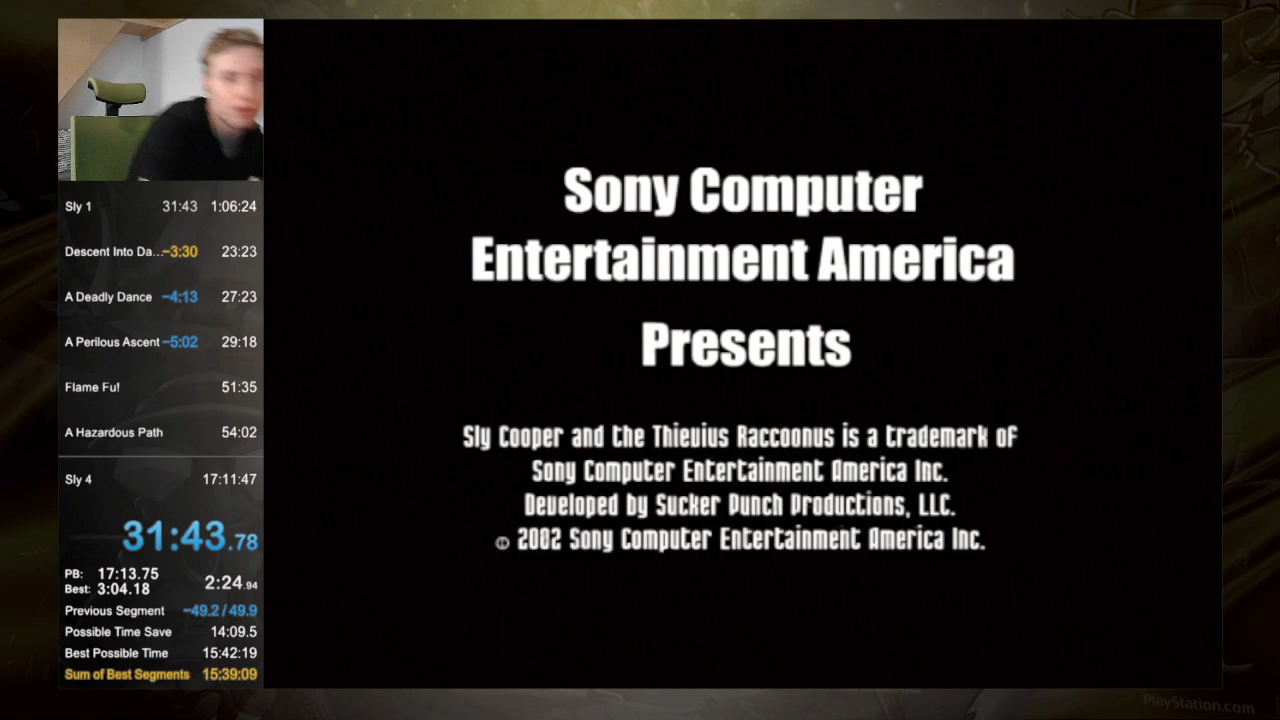 Sony Computer
Entertainment America
Presents
Sly Cooper and the Thievius Raccoonus is a trademark of
Sony Computer Entertainment America Inc.
Developed by Sucker Punch Productions, LLC.
© 2002 Sony Computer Entertainment America Inc.
Sly 1 31:43 1:06:24
Descent Into Da... -3:30 23:23
A Deadly Dance -4:13 27:23
A Perilous Ascent -5:02 29:18
Flame Fu! 51:35
A Hazardous Path 54:02
Sly 4 17:11:47
31:43.78
PB: 17:13.75
Best: 3:04.18
2:24.94
Previous Segment -49.2 / 49.9
Possible Time Save 14:09.5
Best Possible Time 15:42:19
Sum of Best Segments 15:39:09
PlayStation.com